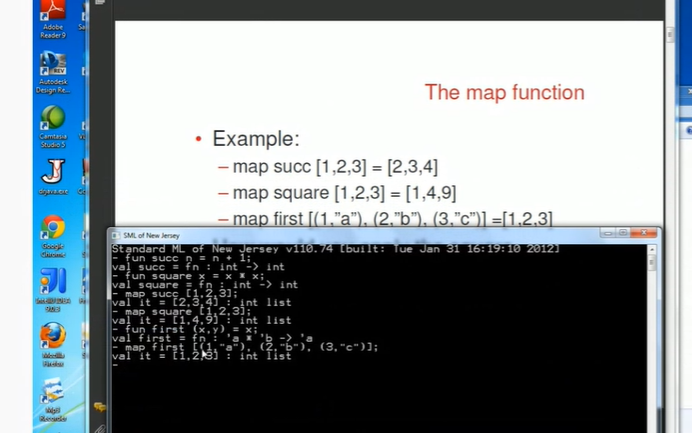 Adobe
Reader 9
Autodesk
Design Re...
Camtasia
Studio 5
drjava.exe
Google
Chrome
Mozilla
Firefox
Mp3
Recorder
The map function
• Example:
– map succ [1,2,3] = [2,3,4]
– map square [1,2,3] = [1,4,9]
– map first [(1,"a"), (2,"b"), (3,"c")] =[1,2,3]
SML of New Jersey
Standard ML of New Jersey v110.74 [built: Tue Jan 31 16:19:10 2012]
- fun succ n = n + 1;
val succ = fn : int -> int
- fun square x = x * x;
val square = fn : int -> int
- map succ [1,2,3];
val it = [2,3,4] : int list
- map square [1,2,3];
val it = [1,4,9] : int list
- fun first (x,y) = x;
val first = fn : 'a * 'b -> 'a
- map first [(1,"a"), (2,"b"), (3,"c")];
val it = [1,2,3] : int list
-